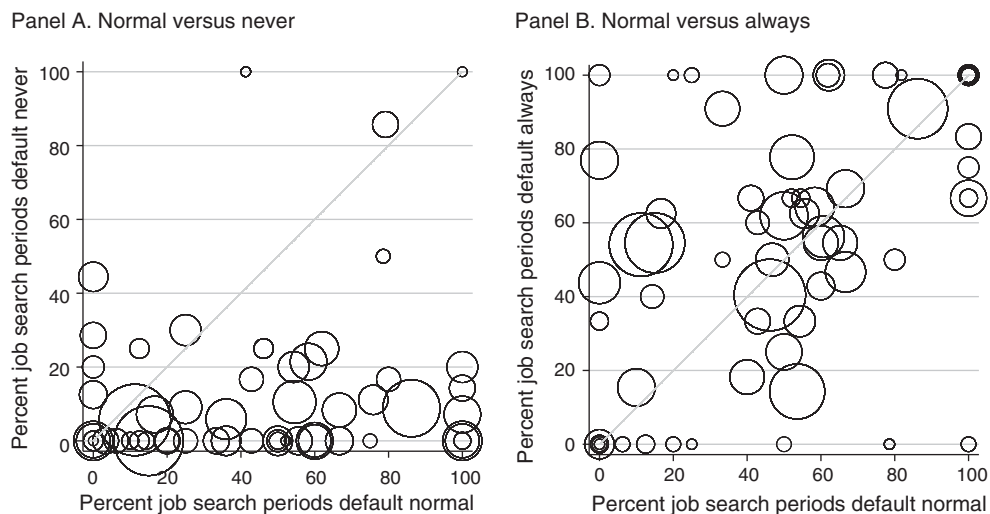 Panel A. Normal versus never
Percent job search periods default never
100
80
60
40
20
0
0 20 40 60 80 100
Percent job search periods default normal
Panel B. Normal versus always
Percent job search periods default always
100
80
60
40
20
0
0 20 40 60 80 100
Percent job search periods default normal